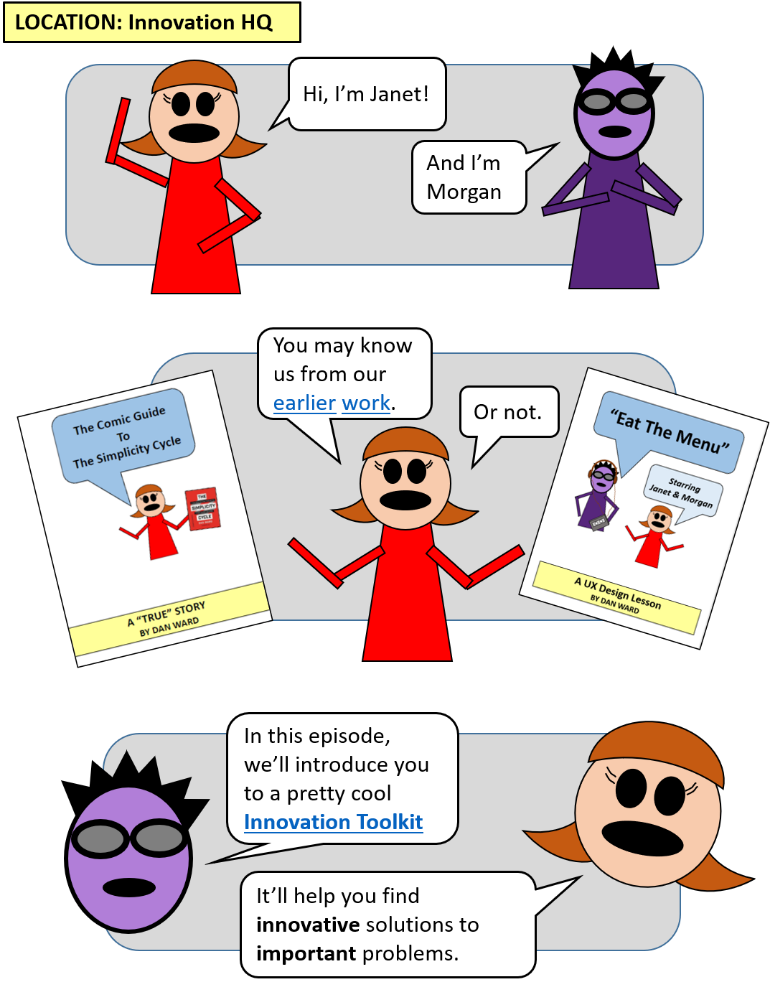 LOCATION: Innovation HQ
Hi, I'm Janet!
And I'm
Morgan
You may know
us from our
earlier work.
Or not.
The Comic Guide
To
The Simplicity Cycle
THE
SIMPLICITY
CYCLE
A "TRUE" STORY
BY DAN WARD
"Eat The Menu"
Starring
Janet & Morgan
A UX Design Lesson
BY DAN WARD
In this episode,
we'll introduce you
to a pretty cool
Innovation Toolkit
It'll help you find
innovative solutions to
important problems.